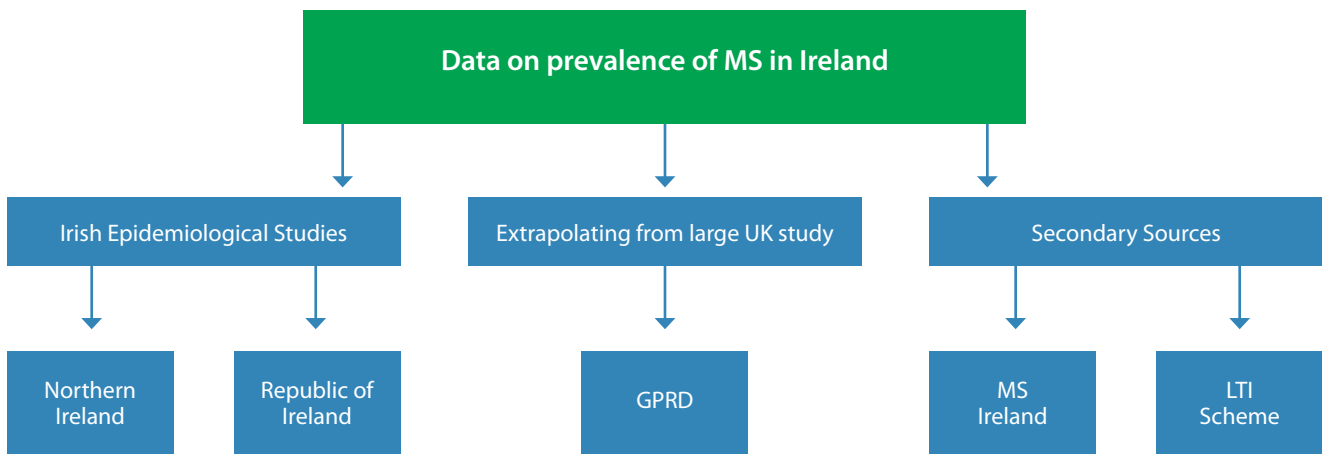 Data on prevalence of MS in Ireland
Irish Epidemiological Studies
Extrapolating from large UK study
Secondary Sources
Northern
Ireland
Republic of
Ireland
GPRD
MS
Ireland
LTI
Scheme